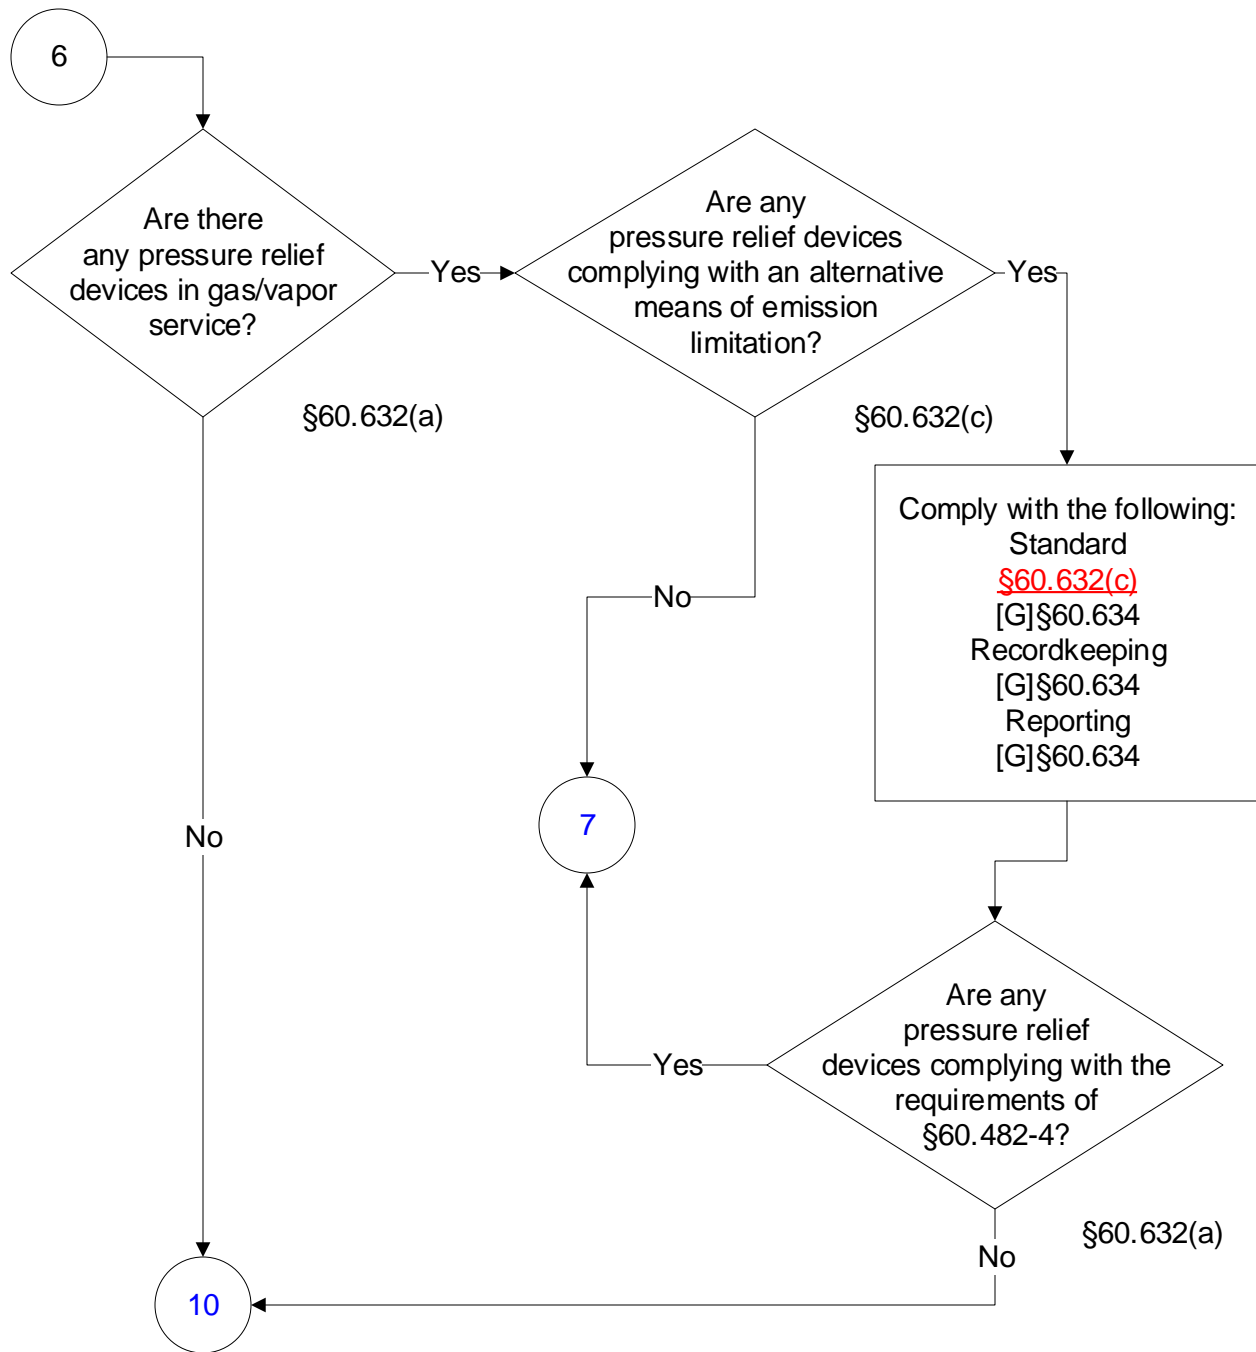 6
Are there
any pressure relief
devices in gas/vapor
service?
Yes
§60.632(a)
No
Are any
pressure relief devices
complying with an alternative
means of emission
limitation?
Yes
§60.632(c)
No
Comply with the following:
Standard
§60.632(c)
[G]§60.634
Recordkeeping
[G]§60.634
Reporting
[G]§60.634
7
Are any
pressure relief
devices complying with the
requirements of
§60.482-4?
Yes
§60.632(a)
No
10